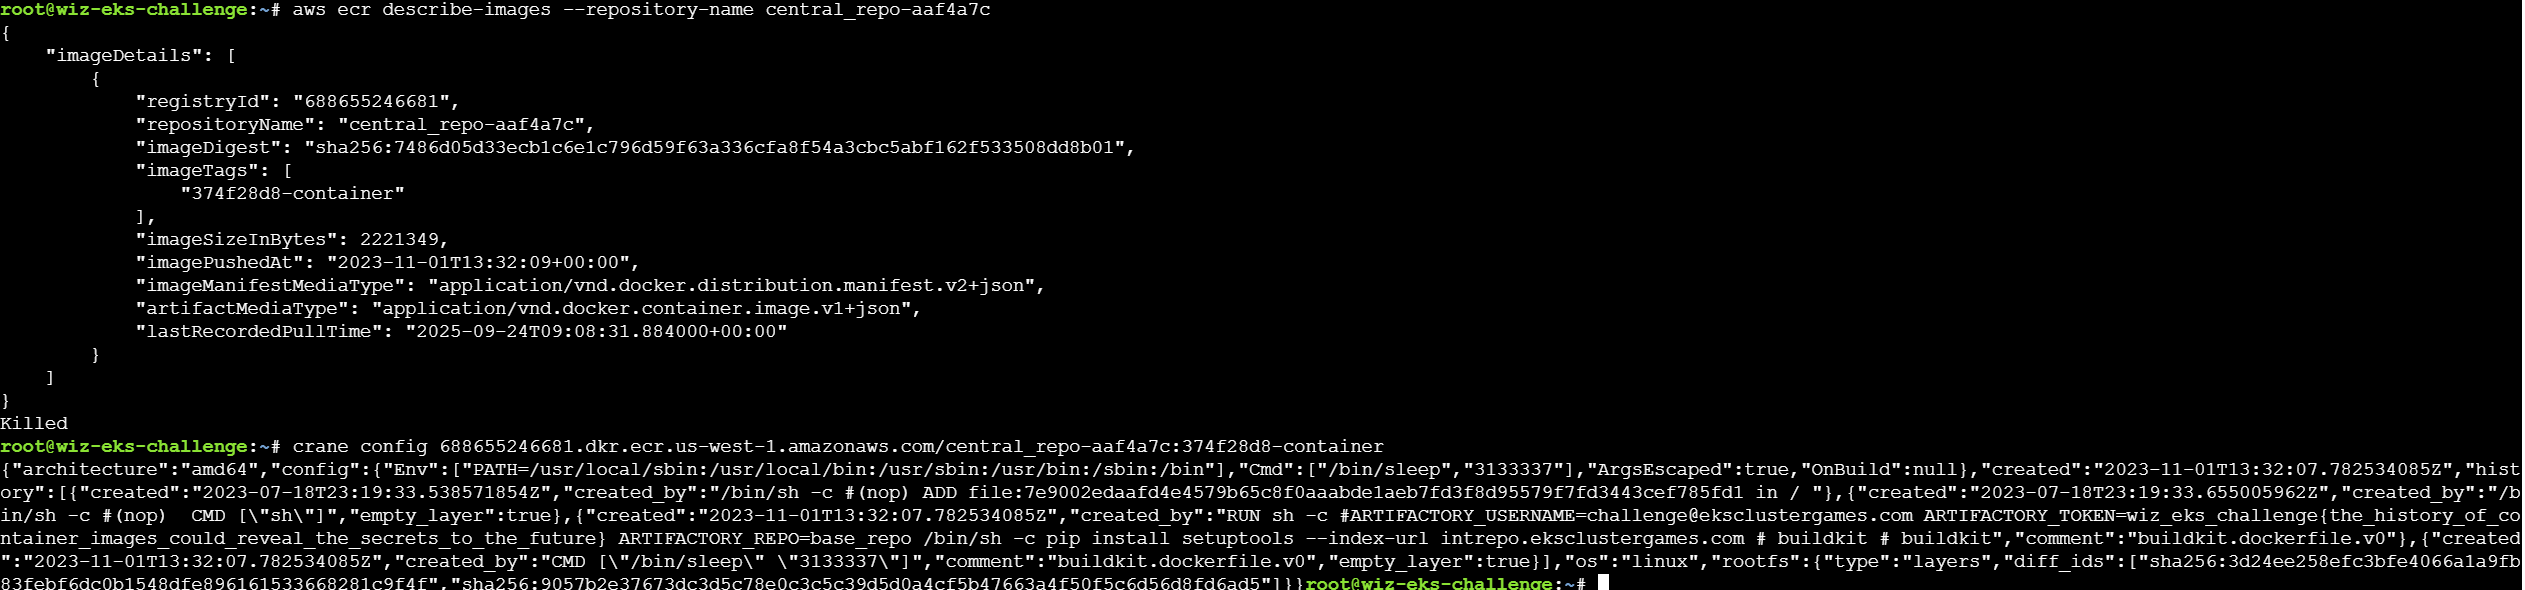 root@wiz-eks-challenge:~# aws ecr describe-images --repository-name central_repo-aaf4a7c
{
    "imageDetails": [
        {
            "registryId": "688655246681",
            "repositoryName": "central_repo-aaf4a7c",
            "imageDigest": "sha256:7486d05d33ecb1c6e1c796d59f63a336cfa8f54a3cbc5abf162f533508dd8b01",
            "imageTags": [
                "374f28d8-container"
            ],
            "imageSizeInBytes": 2221349,
            "imagePushedAt": "2023-11-01T13:32:09+00:00",
            "imageManifestMediaType": "application/vnd.docker.distribution.manifest.v2+json",
            "artifactMediaType": "application/vnd.docker.container.image.v1+json",
            "lastRecordedPullTime": "2025-09-24T09:08:31.884000+00:00"
        }
    ]
}
Killed
root@wiz-eks-challenge:~# crane config 688655246681.dkr.ecr.us-west-1.amazonaws.com/central_repo-aaf4a7c:374f28d8-container
{"architecture":"amd64","config":{"Env":["PATH=/usr/local/sbin:/usr/local/bin:/usr/sbin:/usr/bin:/sbin:/bin"],"Cmd":["/bin/sleep","3133337"],"ArgsEscaped":true,"OnBuild":null},"created":"2023-11-01T13:32:07.782534085Z","hist
ory":[{"created":"2023-07-18T23:19:33.538571854Z","created_by":"/bin/sh -c #(nop) ADD file:7e9002edaafd4e4579b65c8f0aaabde1aeb7fd3f8d95579f7fd3443cef785fd1 in / "},{"created":"2023-07-18T23:19:33.655005962Z","created_by":"/b
in/sh -c #(nop)  CMD [\"sh\"]","empty_layer":true},{"created":"2023-11-01T13:32:07.782534085Z","created_by":"RUN sh -c #ARTIFACTORY_USERNAME=challenge@eksclustergames.com ARTIFACTORY_TOKEN=wiz_eks_challenge{the_history_of_co
ntainer_images_could_reveal_the_secrets_to_the_future} ARTIFACTORY_REPO=base_repo /bin/sh -c pip install setuptools --index-url intrepo.eksclustergames.com # buildkit # buildkit","comment":"buildkit.dockerfile.v0"},{"created
":"2023-11-01T13:32:07.782534085Z","created_by":"CMD [\"/bin/sleep\" \"3133337\"]","comment":"buildkit.dockerfile.v0","empty_layer":true}],"os":"linux","rootfs":{"type":"layers","diff_ids":["sha256:3d24ee258efc3bfe4066a1a9fb
83febf6dc0b1548dfe896161533668281c9f4f","sha256:9057b2e37673dc3d5c78e0c3c5c39d5d0a4cf5b47663a4f50f5c6d56d8fd6ad5"]}}root@wiz-eks-challenge:~#